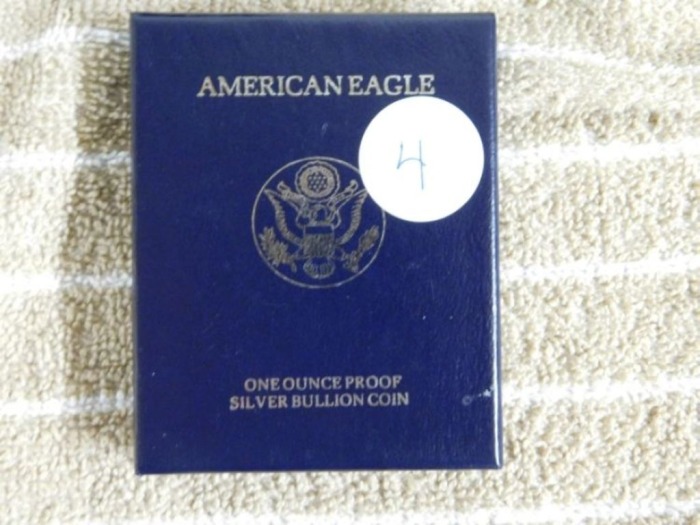 AMERICAN EAGLE
4
ONE OUNCE PROOF
SILVER BULLION COIN